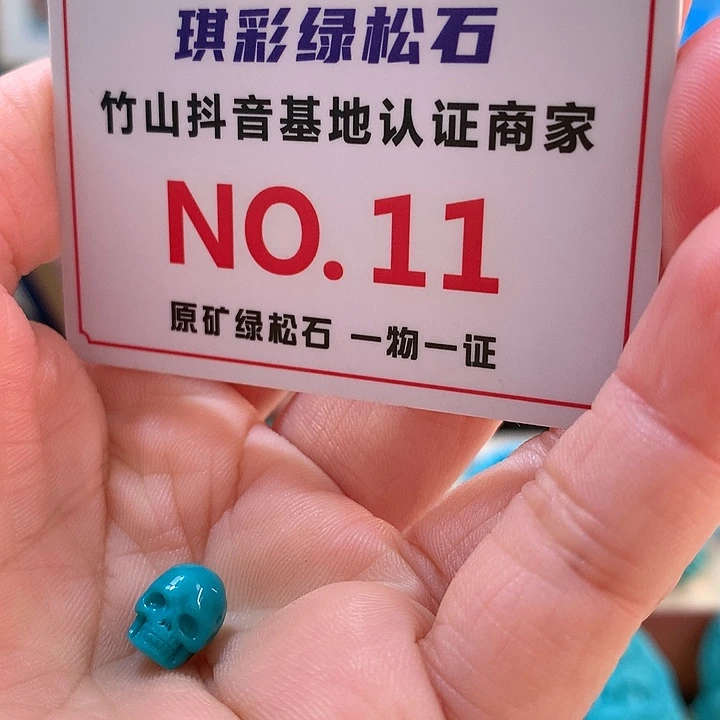 琪彩绿松石
竹山抖音基地认证商家
NO.11
原矿绿松石 一物一证